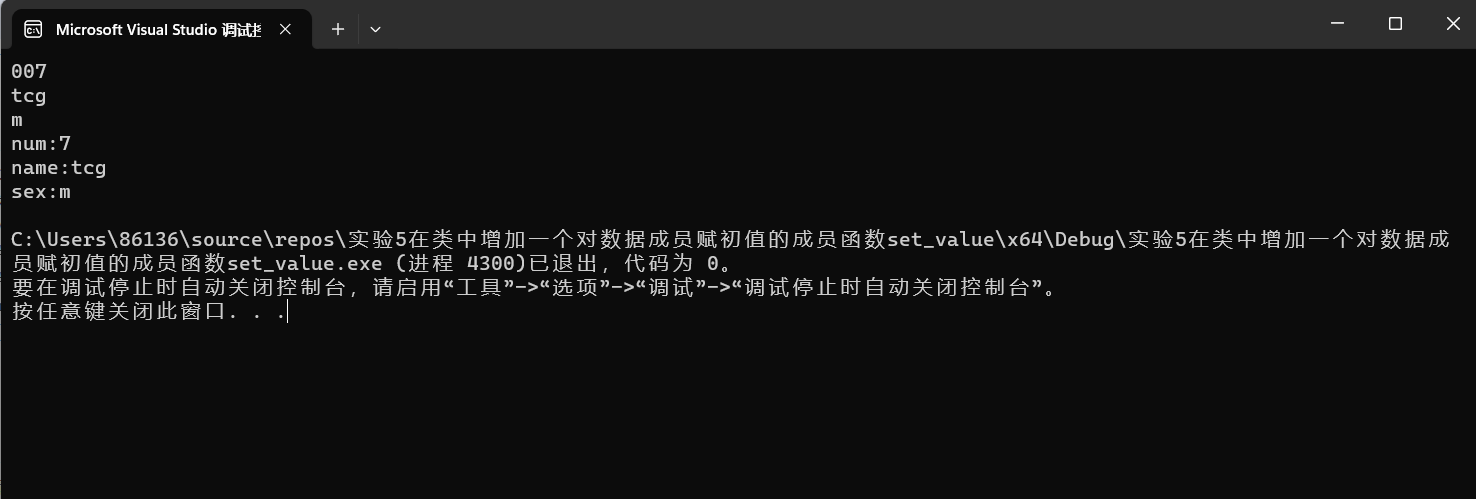 Microsoft Visual Studio 调试控
007
tcg
m
num:7
name:tcg
sex:m
C:\Users\86136\source\repos\实验5在类中增加一个对数据成员赋初值的成员函数set_value\x64\Debug\实验5在类中增加一个对数据成
员赋初值的成员函数set_value.exe (进程 4300)已退出，代码为 0。
要在调试停止时自动关闭控制台，请启用“工具”->“选项”->“调试”->“调试停止时自动关闭控制台”。
按任意键关闭此窗口. . .